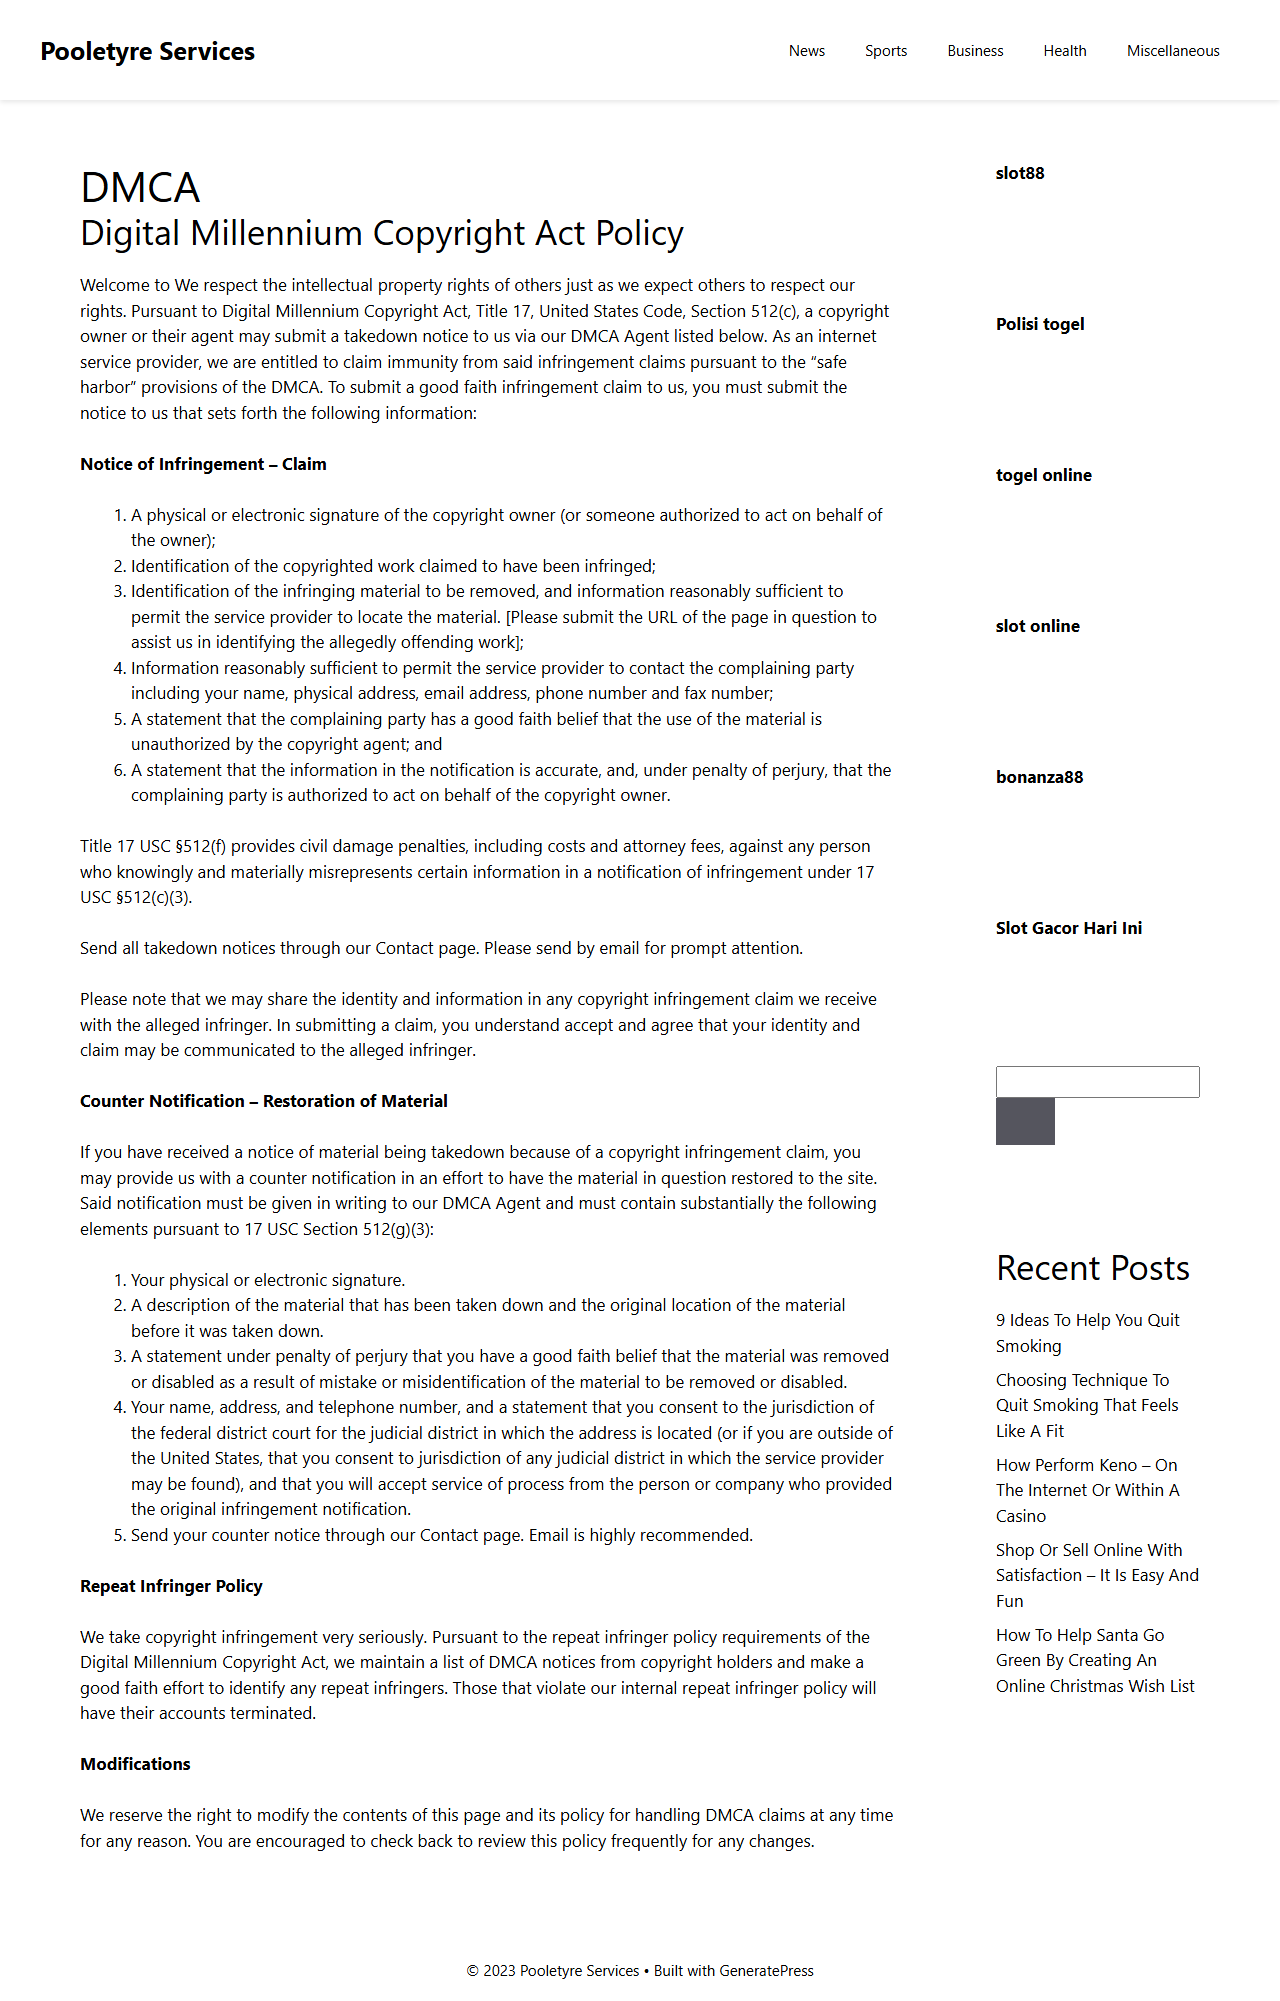 Pooletyre Services
News
Sports
Business
Health
Miscellaneous
DMCA
Digital Millennium Copyright Act Policy
Welcome to We respect the intellectual property rights of others just as we expect others to respect our
rights. Pursuant to Digital Millennium Copyright Act, Title 17, United States Code, Section 512(c), a copyright
owner or their agent may submit a takedown notice to us via our DMCA Agent listed below. As an internet
service provider, we are entitled to claim immunity from said infringement claims pursuant to the “safe
harbor” provisions of the DMCA. To submit a good faith infringement claim to us, you must submit the
notice to us that sets forth the following information:
Notice of Infringement – Claim
1. A physical or electronic signature of the copyright owner (or someone authorized to act on behalf of
the owner);
2. Identification of the copyrighted work claimed to have been infringed;
3. Identification of the infringing material to be removed, and information reasonably sufficient to
permit the service provider to locate the material. [Please submit the URL of the page in question to
assist us in identifying the allegedly offending work];
4. Information reasonably sufficient to permit the service provider to contact the complaining party
including your name, physical address, email address, phone number and fax number;
5. A statement that the complaining party has a good faith belief that the use of the material is
unauthorized by the copyright agent; and
6. A statement that the information in the notification is accurate, and, under penalty of perjury, that the
complaining party is authorized to act on behalf of the copyright owner.
Title 17 USC §512(f) provides civil damage penalties, including costs and attorney fees, against any person
who knowingly and materially misrepresents certain information in a notification of infringement under 17
USC §512(c)(3).
Send all takedown notices through our Contact page. Please send by email for prompt attention.
Please note that we may share the identity and information in any copyright infringement claim we receive
with the alleged infringer. In submitting a claim, you understand accept and agree that your identity and
claim may be communicated to the alleged infringer.
Counter Notification – Restoration of Material
If you have received a notice of material being takedown because of a copyright infringement claim, you
may provide us with a counter notification in an effort to have the material in question restored to the site.
Said notification must be given in writing to our DMCA Agent and must contain substantially the following
elements pursuant to 17 USC Section 512(g)(3):
1. Your physical or electronic signature.
2. A description of the material that has been taken down and the original location of the material
before it was taken down.
3. A statement under penalty of perjury that you have a good faith belief that the material was removed
or disabled as a result of mistake or misidentification of the material to be removed or disabled.
4. Your name, address, and telephone number, and a statement that you consent to the jurisdiction of
the federal district court for the judicial district in which the address is located (or if you are outside of
the United States, that you consent to jurisdiction of any judicial district in which the service provider
may be found), and that you will accept service of process from the person or company who provided
the original infringement notification.
5. Send your counter notice through our Contact page. Email is highly recommended.
Repeat Infringer Policy
We take copyright infringement very seriously. Pursuant to the repeat infringer policy requirements of the
Digital Millennium Copyright Act, we maintain a list of DMCA notices from copyright holders and make a
good faith effort to identify any repeat infringers. Those that violate our internal repeat infringer policy will
have their accounts terminated.
Modifications
We reserve the right to modify the contents of this page and its policy for handling DMCA claims at any time
for any reason. You are encouraged to check back to review this policy frequently for any changes.
slot88
Polisi togel
togel online
slot online
bonanza88
Slot Gacor Hari Ini
Recent Posts
9 Ideas To Help You Quit
Smoking
Choosing Technique To
Quit Smoking That Feels
Like A Fit
How Perform Keno – On
The Internet Or Within A
Casino
Shop Or Sell Online With
Satisfaction – It Is Easy And
Fun
How To Help Santa Go
Green By Creating An
Online Christmas Wish List
© 2023 Pooletyre Services • Built with GeneratePress